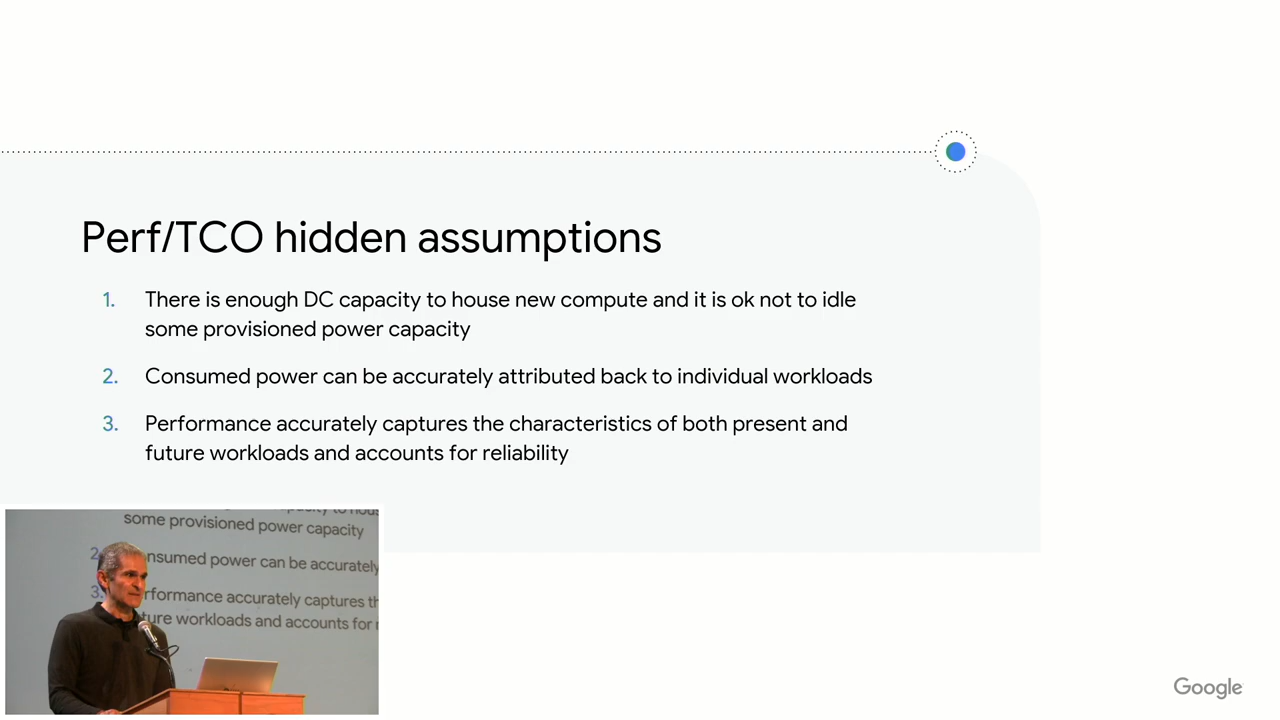 Perf/TCO hidden assumptions
1. There is enough DC capacity to house new compute and it is ok not to idle
some provisioned power capacity
2. Consumed power can be accurately attributed back to individual workloads
3. Performance accurately captures the characteristics of both present and
future workloads and accounts for reliability
some provisioned power capacity
2. nsumed power can be accurately
3. rformance accurately captures th
ture workloads and accounts for r
Google